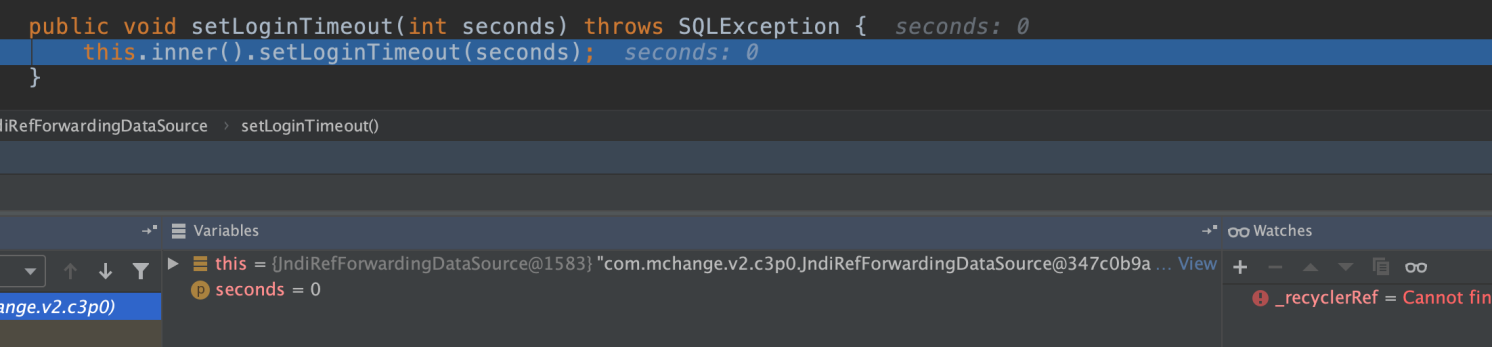 public void setLoginTimeout(int seconds) throws SQLException {  seconds: 0
this.inner().setLoginTimeout(seconds);  seconds: 0
}
diRefForwardingDataSource › setLoginTimeout()
Variables
Watches
this = {JndiRefForwardingDataSource@1583} "com.mchange.v2.c3p0.JndiRefForwardingDataSource@347c0b9a ... View
seconds = 0
_recyclerRef = Cannot fin
ange.v2.c3p0)